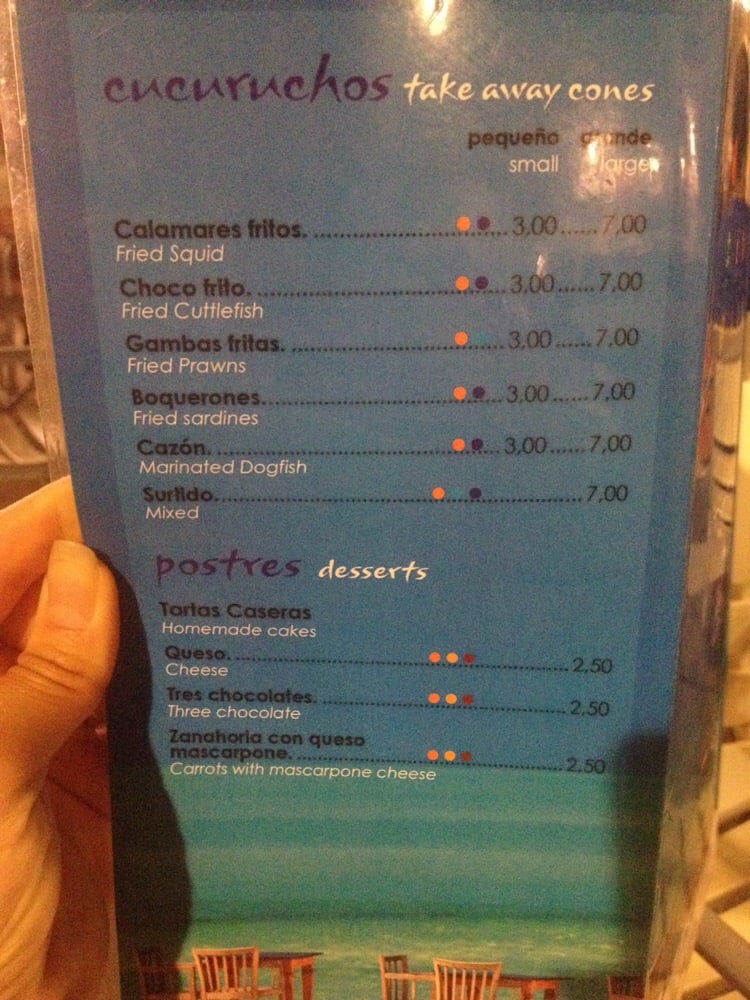 cucuruchos take away cones
pequeño grande
small large
Calamares fritos. 3,00 7,00
Fried Squid
Choco frito. 3,00 7,00
Fried Cuttlefish
Gambas fritas. 3,00 7,00
Fried Prawns
Boquerones. 3,00 7,00
Fried sardines
Cazón. 3,00 7,00
Marinated Dogfish
Surtido. 7,00
Mixed
postres desserts
Tartas Caseras
Homemade cakes
Queso. 2,50
Cheese
Tres chocolates. 2,50
Three chocolate
Zanahoria con queso
mascarpone. 2,50
Carrots with mascarpone cheese